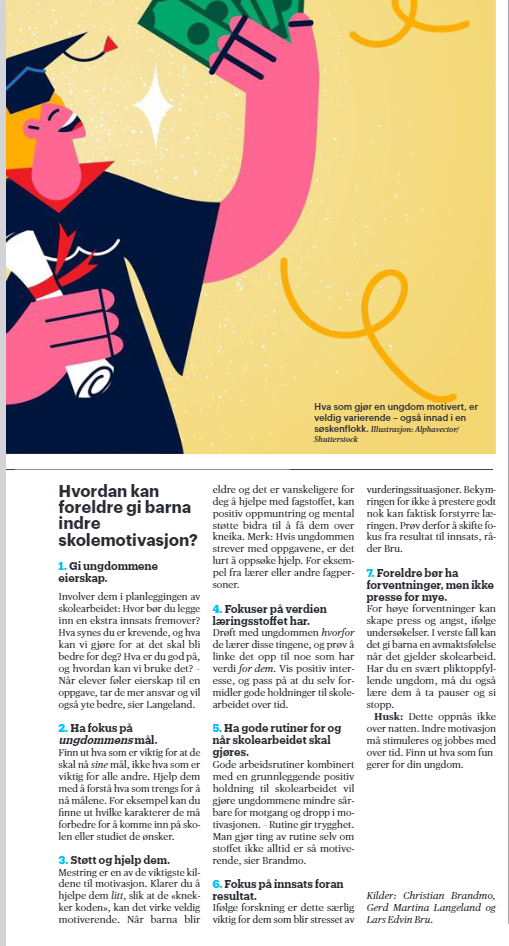 Hva som gjør en ungdom motivert, er
veldig varierende – også innad i en
søskenflokk. Illustrasjon: Alphavector/
Shutterstock
Hvordan kan
foreldre gi barna
indre
skolemotivasjon?
1. Gi ungdommene
eierskap.
Involver dem i planleggingen av
skolearbeidet: Hvor bør du legge
inn en ekstra innsats fremover?
Hva synes du er krevende, og hva
kan vi gjøre for at det skal bli
bedre for deg? Hva er du god på,
og hvordan kan vi bruke det? –
Når elever føler eierskap til en
oppgave, tar de mer ansvar og vil
også yte bedre, sier Langeland.
2. Ha fokus på
ungdommens mål.
Finn ut hva som er viktig for at de
skal nå sine mål, ikke hva som er
viktig for alle andre. Hjelp dem
med å forstå hva som trengs for å
nå målene. For eksempel kan du
finne ut hvilke karakterer de må
forbedre for å komme inn på sko-
len eller studiet de ønsker.
3. Støtt og hjelp dem.
Mestring er en av de viktigste kil-
dene til motivasjon. Klarer du å
hjelpe dem litt, slik at de «knek-
ker koden», kan det virke veldig
motiverende. Når barna blir
eldre og det er vanskeligere for
deg å hjelpe med fagstoffet, kan
positiv oppmuntring og mental
støtte bidra til å få dem over
kneika. Merk: Hvis ungdommen
strever med oppgavene, er det
lurt å oppsøke hjelp. For eksem-
pel fra lærer eller andre fagper-
soner.
4. Fokuser på verdien
læringsstoffet har.
Drøft med ungdommen hvorfor
de lærer disse tingene, og prøv å
linke det opp til noe som har
verdi for dem. Vis positiv inter-
esse, og pass på at du selv for-
midler gode holdninger til skole-
arbeidet over tid.
5. Ha gode rutiner for og
når skolearbeidet skal
gjøres.
Gode arbeidsrutiner kombinert
med en grunnleggende positiv
holdning til skolearbeidet vil
gjøre ungdommene mindre sår-
bare for motgang og dropp i mo-
tivasjonen. – Rutine gir trygghet.
Man gjør ting av rutine selv om
stoffet ikke alltid er så motive-
rende, sier Brandmo.
6. Fokus på innsats foran
resultat.
Ifølge forskning er dette særlig
viktig for dem som blir stresset av
vurderingssituasjoner. Bekym-
ringen for ikke å prestere godt
nok kan faktisk forstyrre læ-
ringen. Prøv derfor å skifte fo-
kus fra resultat til innsats, rå-
der Bru.
7. Foreldre bør ha
forventninger, men ikke
presse for mye.
For høye forventninger kan
skape press og angst, ifølge
undersøkelser. I verste fall kan
det gi barna en avmaktsfølelse
når det gjelder skolearbeid.
Har du en svært pliktoppfyl-
lende ungdom, må du også
lære dem å ta pauser og si
stopp.
Husk: Dette oppnås ikke
over natten. Indre motivasjon
må stimuleres og jobbes med
over tid. Finn ut hva som fun
gerer for din ungdom.
Kilder: Christian Brandmo,
Gerd Martina Langeland og
Lars Edvin Bru.